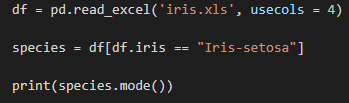 df = pd.read_excel('iris.xls', usecols = 4)
species = df[df.iris == "Iris-setosa"]
print(species.mode())